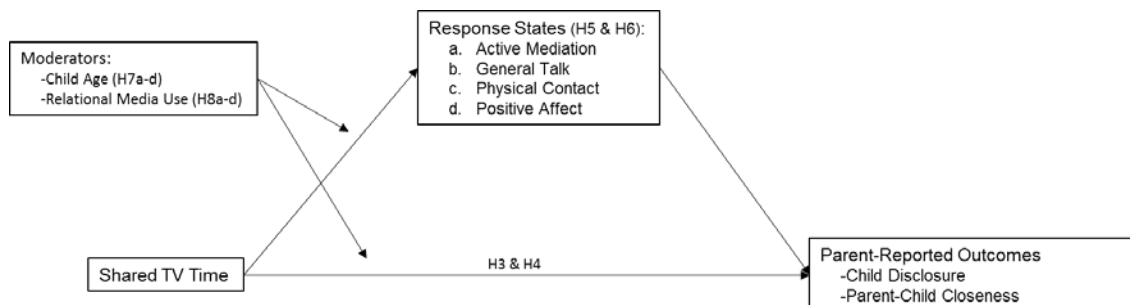 Moderators:
-Child Age (H7a-d)
-Relational Media Use (H8a-d)
Response States (H5 & H6):
a. Active Mediation
b. General Talk
c. Physical Contact
d. Positive Affect
Shared TV Time
H3 & H4
Parent-Reported Outcomes
-Child Disclosure
-Parent-Child Closeness